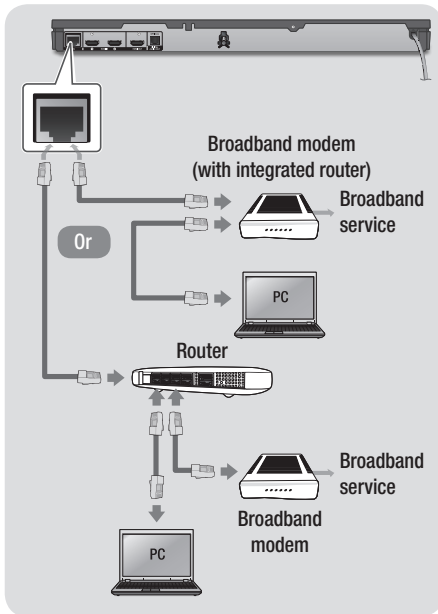 Broadband modem
(with integrated router)
Broadband
service
Or
PC
Router
Broadband
service
Broadband
modem
PC